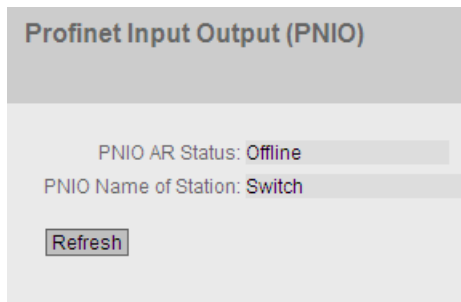 Profinet Input Output (PNIO)
PNIO AR Status: Offline
PNIO Name of Station: Switch
Refresh